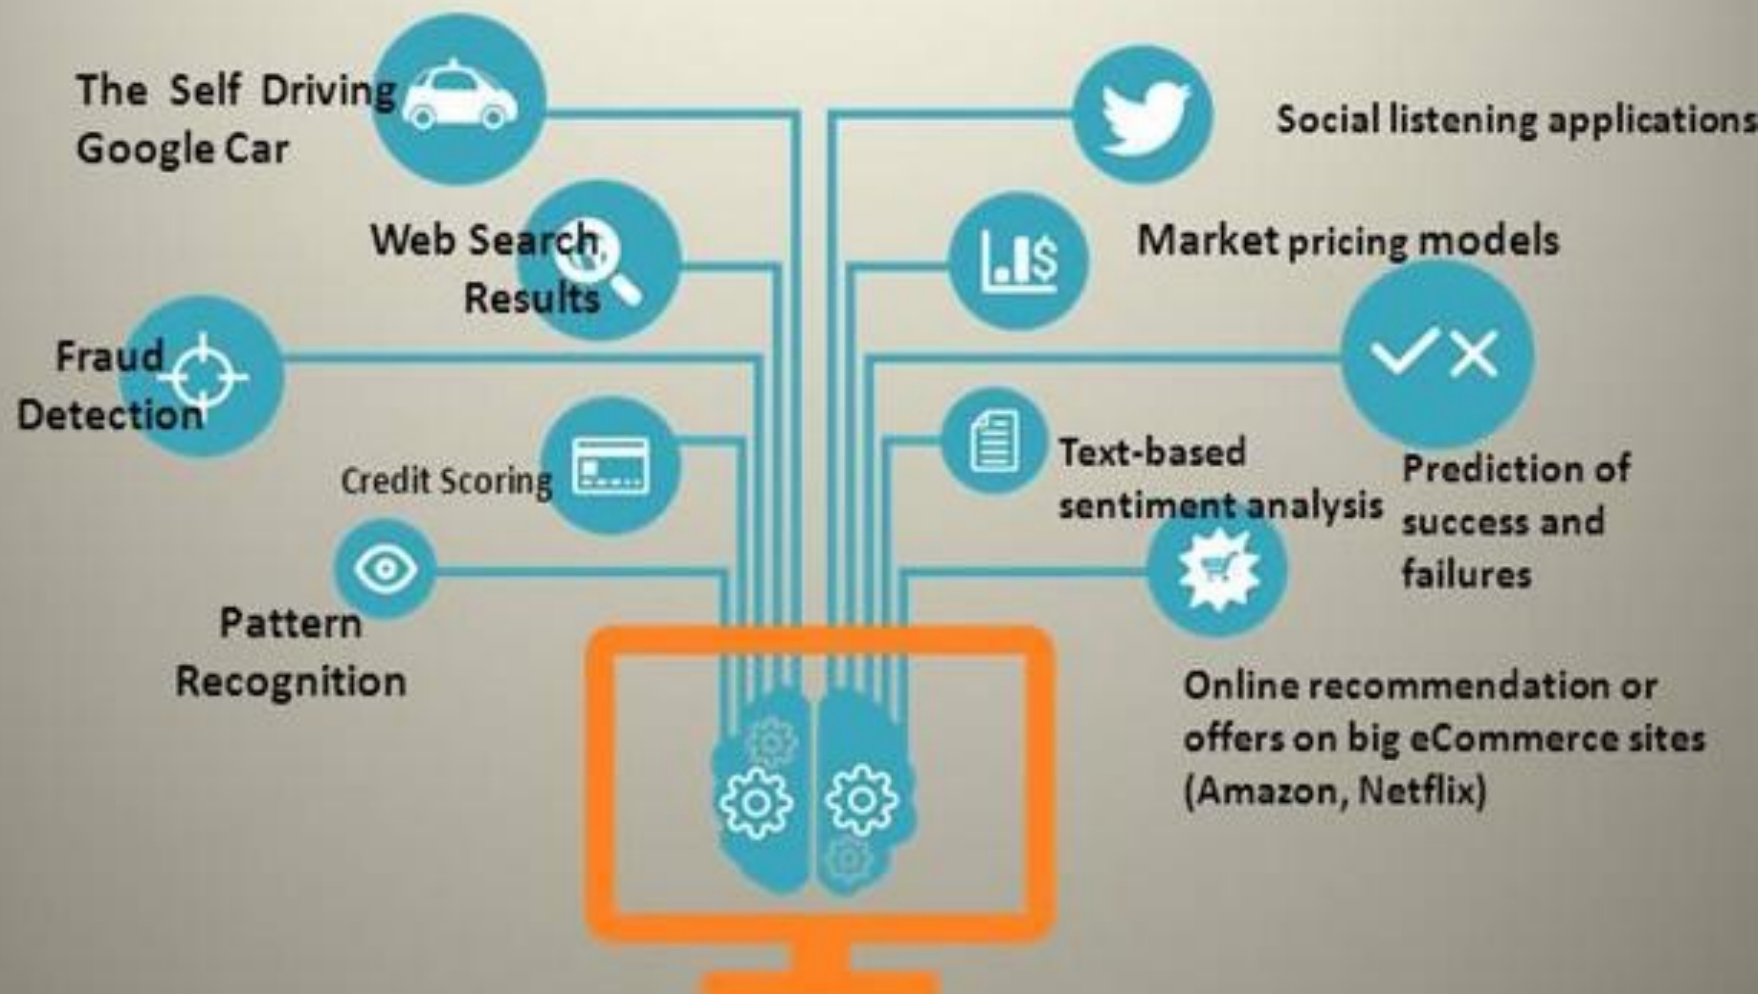 The Self Driving
Google Car
Web Search
Results
Fraud
Detection
Credit Scoring
Pattern
Recognition
Social listening applications
Market pricing models
Prediction of
success and
failures
Text-based
sentiment analysis
Online recommendation or
offers on big eCommerce sites
(Amazon, Netflix)
$